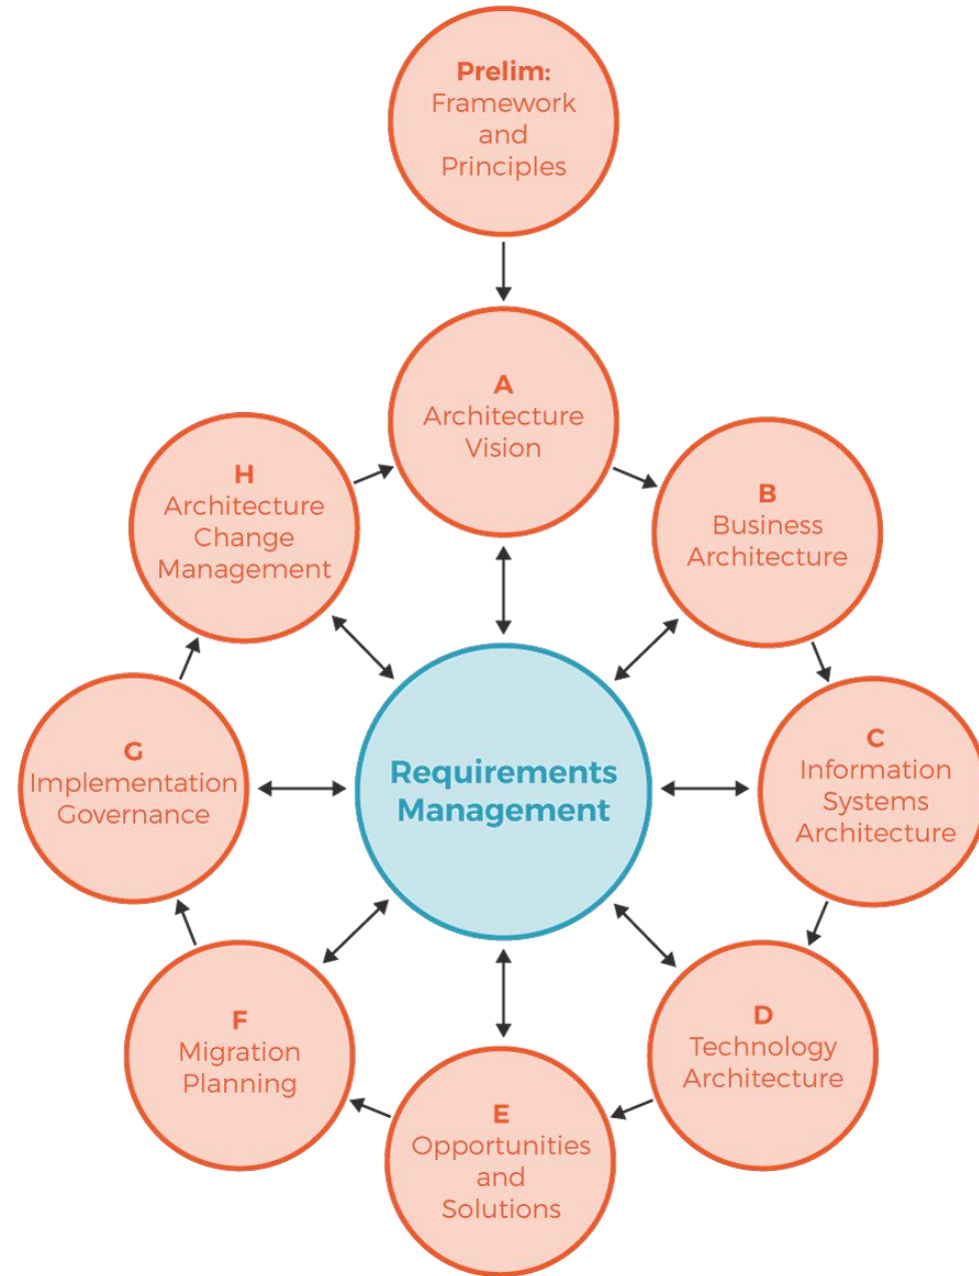 Prelim:
Framework
and
Principles
A
Architecture
Vision
B
Business
Architecture
C
Information
Systems
Architecture
D
Technology
Architecture
E
Opportunities
and
Solutions
F
Migration
Planning
G
Implementation
Governance
H
Architecture
Change
Management
Requirements
Management